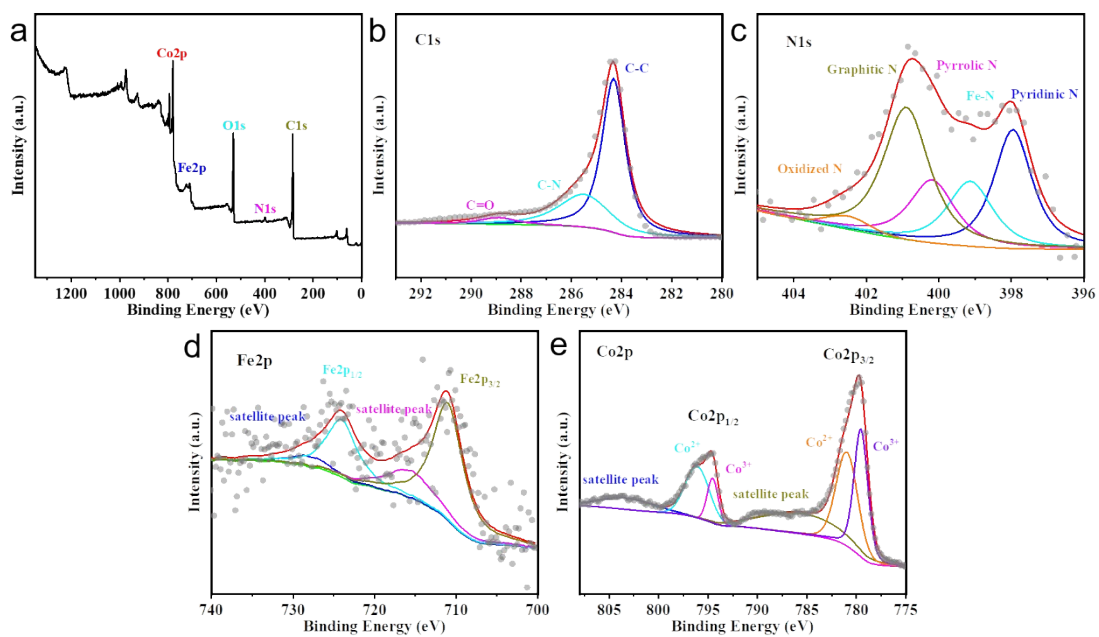 a
Co2p
O1s
C1s
Fe2p
N1s
Intensity (a.u.)
1200 1000 800 600 400 200 0
Binding Energy (eV)
b
C1s
C-C
C-N
C=O
Intensity (a.u.)
292 288 286 284 282 280
Binding Energy (eV)
c
N1s
Graphitic N
Pyrrolic N
Fe-N
Pyridinic N
Oxidized N
Intensity (a.u.)
404 402 400 398 396
Binding Energy (eV)
d
Fe2p
Fe2p1/2
Fe2p3/2
satellite peak
satellite peak
Intensity (a.u.)
740 730 720 710 700
Binding Energy (eV)
e
Co2p
Co2p3/2
Co2p1/2
Co2+
Co3+
Co2+
Co3+
satellite peak
satellite peak
Intensity (a.u.)
805 800 795 790 785 780 775
Binding Energy (eV)